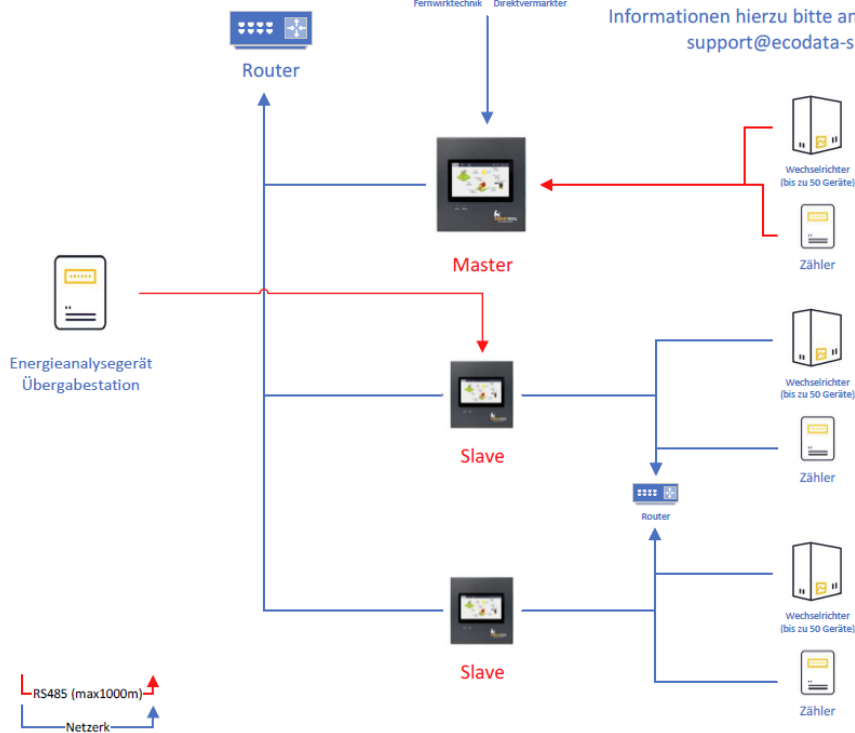 Fernwirktechnik Direktvermarkter
Informationen hierzu bitte an
support@ecodata-s
Router
Wechselrichter
(bis zu 50 Geräte)
Master
Zähler
Energieanalysegerät
Übergabestation
Wechselrichter
(bis zu 50 Geräte)
Slave
Zähler
Router
Wechselrichter
(bis zu 50 Geräte)
Slave
Zähler
RS485 (max1000m)
Netzerk